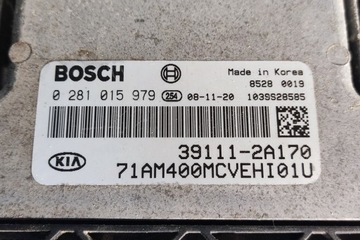 BOSCH
Made in Korea
8528 0019
0 281 015 979 254 08-11-20 1039S28585
KIA
39111-2A170
71AM400MCVEHI01U